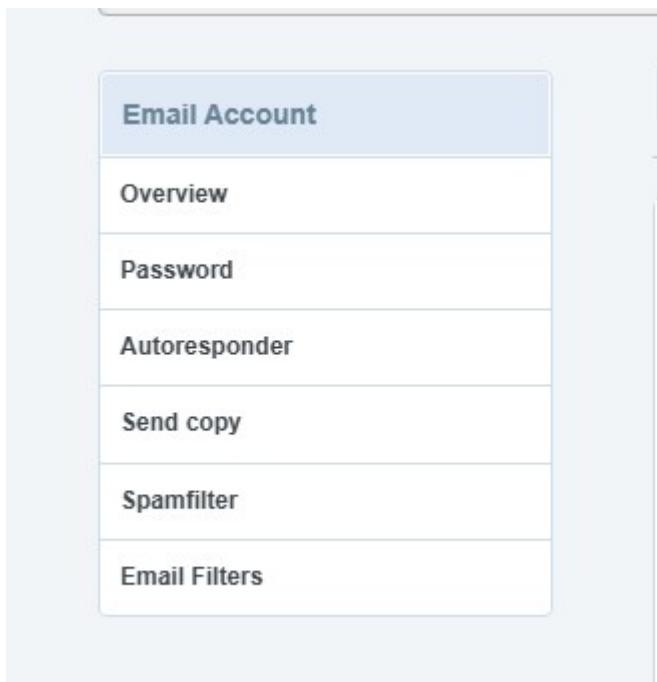 Email Account
Overview
Password
Autoresponder
Send copy
Spamfilter
Email Filters